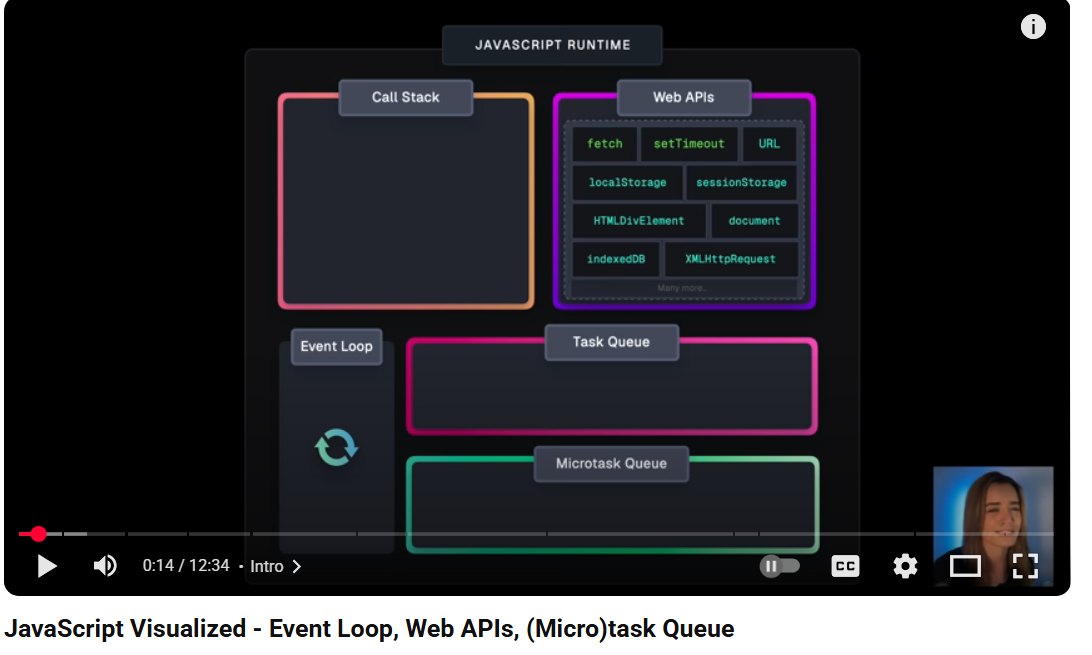 JAVASCRIPT RUNTIME
Call Stack
Web APIs
fetch
setTimeout
URL
localStorage
sessionStorage
HTMLDivElement
document
indexedDB
XMLHttpRequest
Many more..
Event Loop
Task Queue
Microtask Queue
0:14 / 12:34 • Intro
CC
JavaScript Visualized - Event Loop, Web APIs, (Micro)task Queue